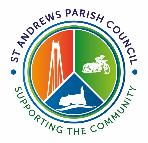 ST ANDREWS PARISH COUNCIL
SUPPORTING THE COMMUNITY